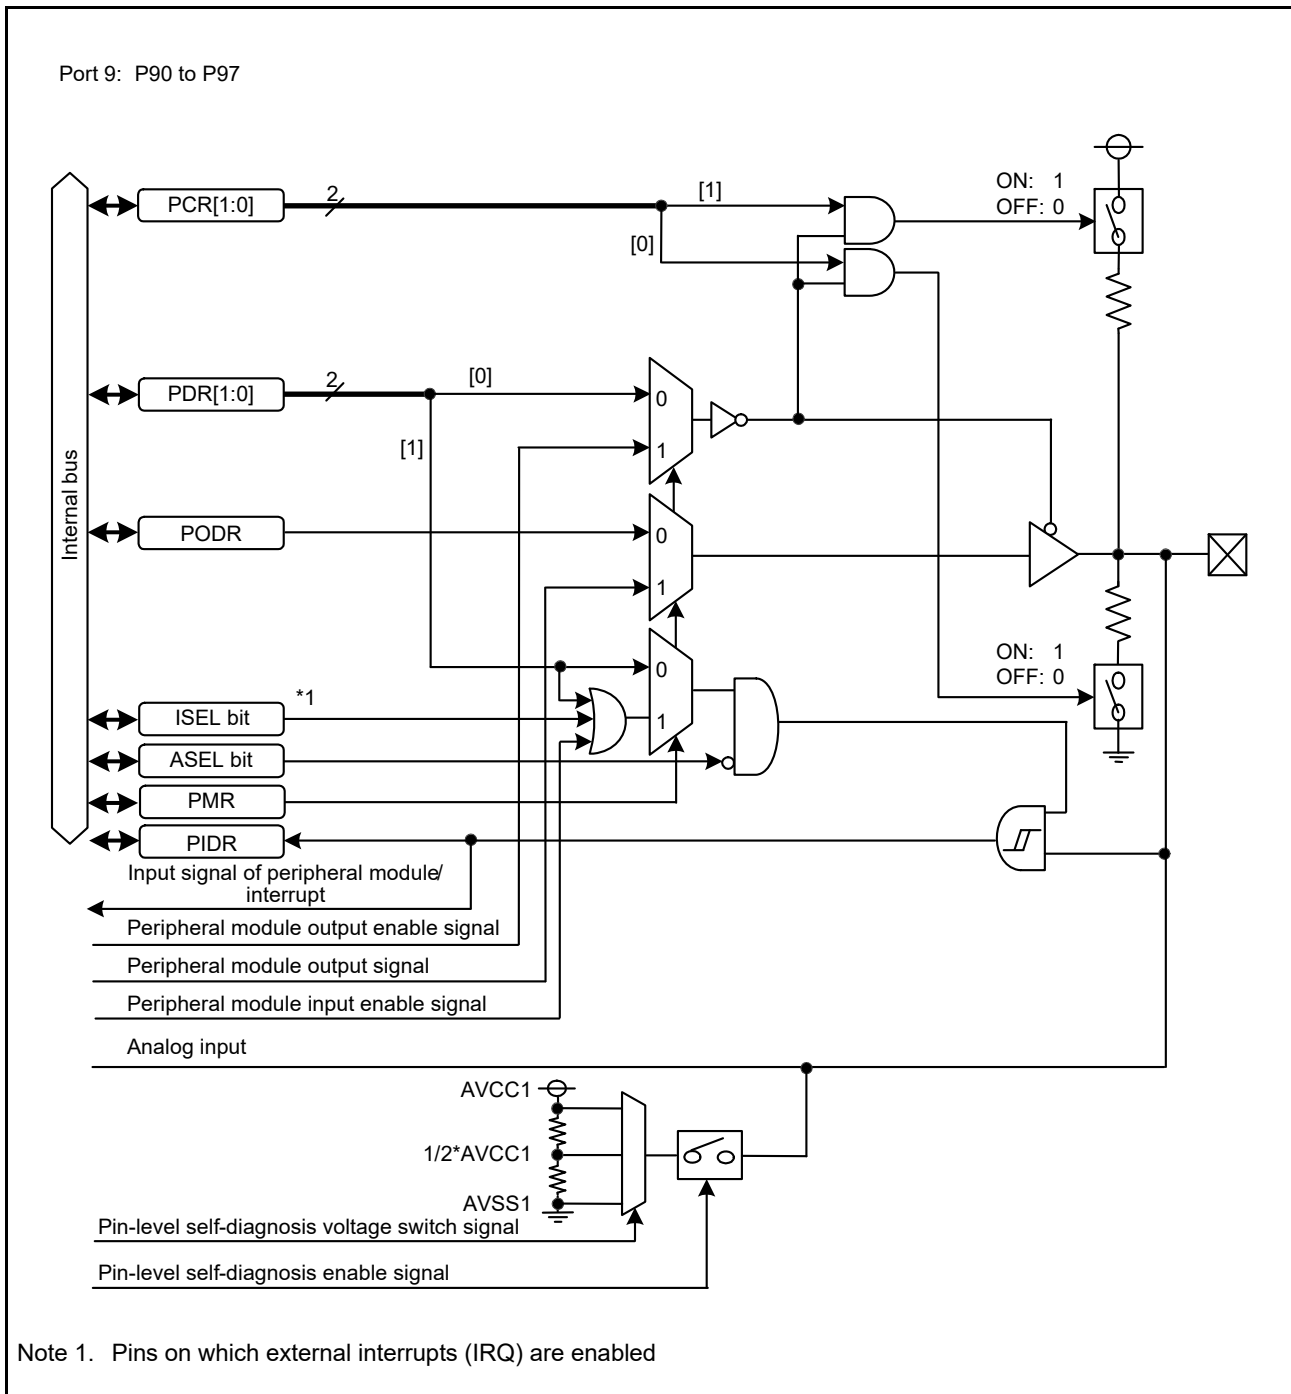 Port 9: P90 to P97
Internal bus
PCR[1:0]
2
[1]
[0]
ON: 1
OFF: 0
PDR[1:0]
2
[0]
[1]
0
1
PODR
0
1
ON: 1
OFF: 0
0
1
*1
ISEL bit
ASEL bit
PMR
PIDR
Input signal of peripheral module/
interrupt
Peripheral module output enable signal
Peripheral module output signal
Peripheral module input enable signal
Analog input
AVCC1
1/2*AVCC1
AVSS1
Pin-level self-diagnosis voltage switch signal
Pin-level self-diagnosis enable signal
Note 1. Pins on which external interrupts (IRQ) are enabled